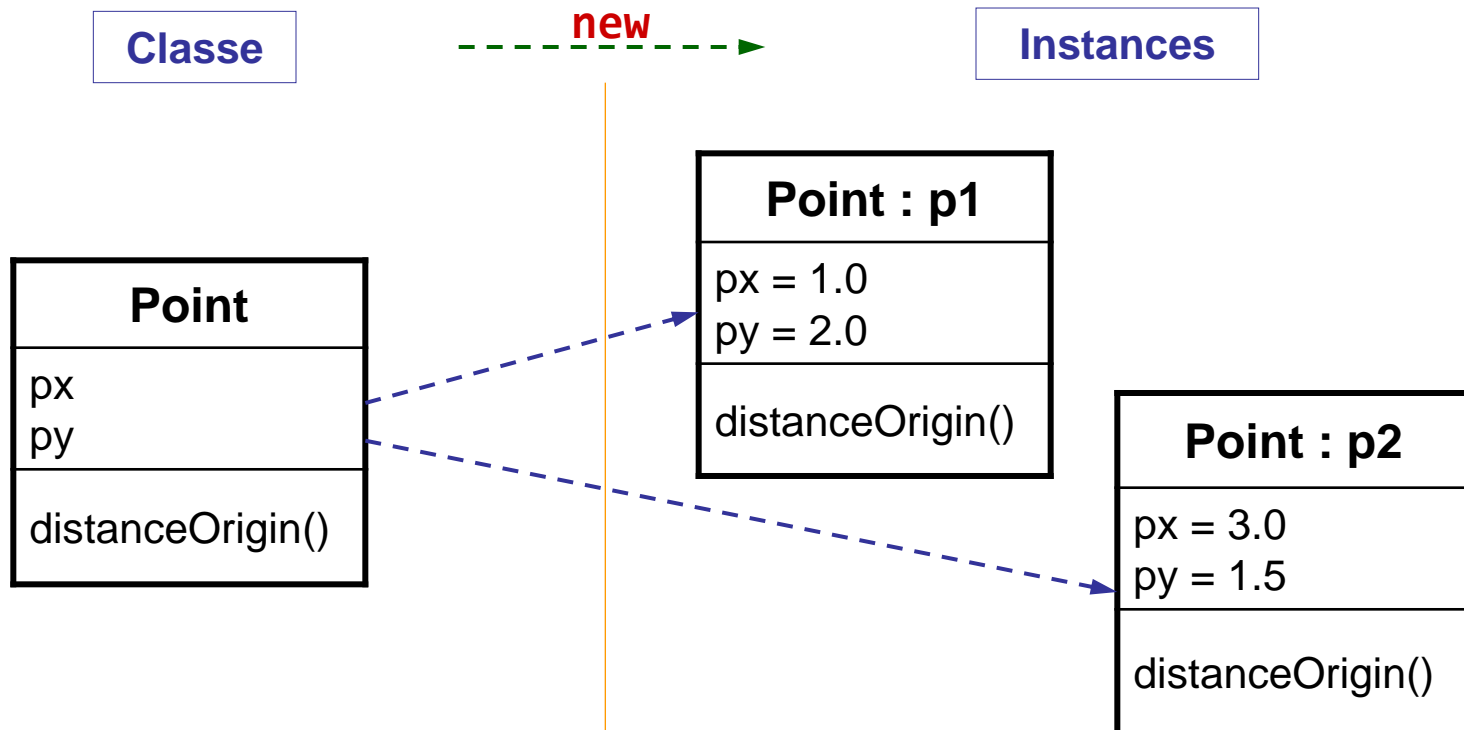 Classe
new
Instances
Point
px
py
distanceOrigin()
Point : p1
px = 1.0
py = 2.0
distanceOrigin()
Point : p2
px = 3.0
py = 1.5
distanceOrigin()